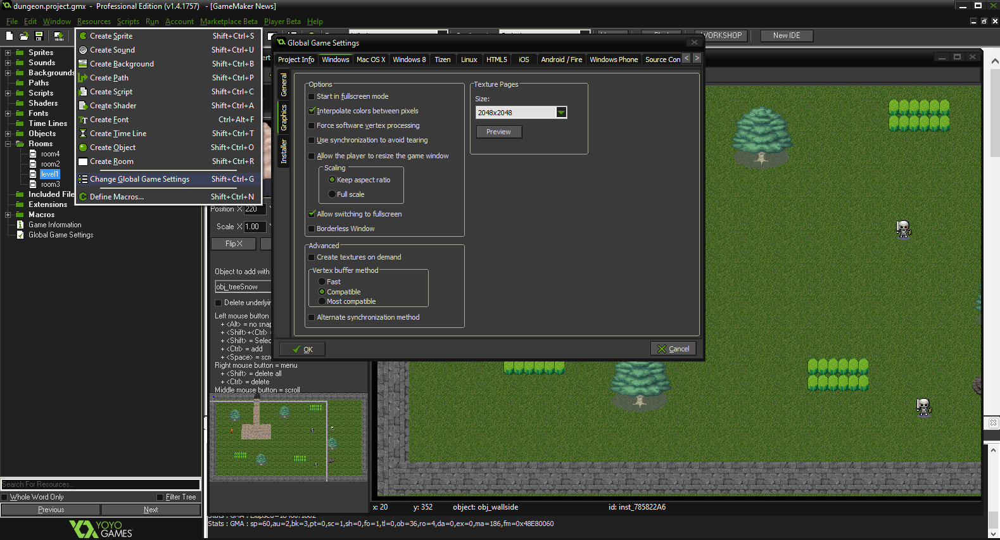 dungeon.project.gmx - Professional Edition (v1.4.1757) - [GameMaker News]
File Edit Window Resources Scripts Run Account Marketplace Beta Player Beta Help
WORKSHOP
New IDE
Sprites
Sounds
Backgrounds
Paths
Scripts
Shaders
Fonts
Time Lines
Objects
Rooms
room4
room2
level1
room3
Included File
Extensions
Macros
Game Information
Global Game Settings
Search For Resources...
Whole Word Only
Filter Tree
Previous
Next
YOYO
GAMES
Create Sprite Shift+Ctrl+S
Create Sound Shift+Ctrl+U
Create Background Shift+Ctrl+B
Create Path Shift+Ctrl+P
Create Script Shift+Ctrl+C
Create Shader Shift+Ctrl+A
Create Font Ctrl+Alt+F
Create Time Line Shift+Ctrl+T
Create Object Shift+Ctrl+O
Create Room Shift+Ctrl+R
Change Global Game Settings Shift+Ctrl+G
Define Macros... Shift+Ctrl+N
Position X 220
Scale X 1.00
Flip X
Object to add with
obj_treeSnow
Delete underlyin
Left mouse button
+ <Alt> = no snap
+ <Shift>+<Ctrl> =
+ <Shift> = Selec
+ <Ctrl> = add
+ <Space> = scro
Right mouse button = menu
+ <Shift> = delete all
+ <Ctrl> = delete
Middle mouse button = scroll
Global Game Settings
Project Info Windows Mac OS X Windows 8 Tizen Linux HTML5 iOS Android / Fire Windows Phone Source Con
General
Graphics
Installer
Options
Start in fullscreen mode
Interpolate colors between pixels
Force software vertex processing
Use synchronization to avoid tearing
Allow the player to resize the game window
Scaling
Keep aspect ratio
Full scale
Allow switching to fullscreen
Borderless Window
Advanced
Create textures on demand
Vertex buffer method
Fast
Compatible
Most compatible
Alternate synchronization method
Texture Pages
Size:
2048x2048
Preview
OK
Cancel
x: 20 y: 352 object: obj_wallside id: inst_785822A6
Stats : GMA : sp=60,au=2,bk=3,pt=0,sc=1,sh=0,fo=1,tl=0,ob=36,ro=4,da=0,ex=0,ma=186,fm=0x48E80060